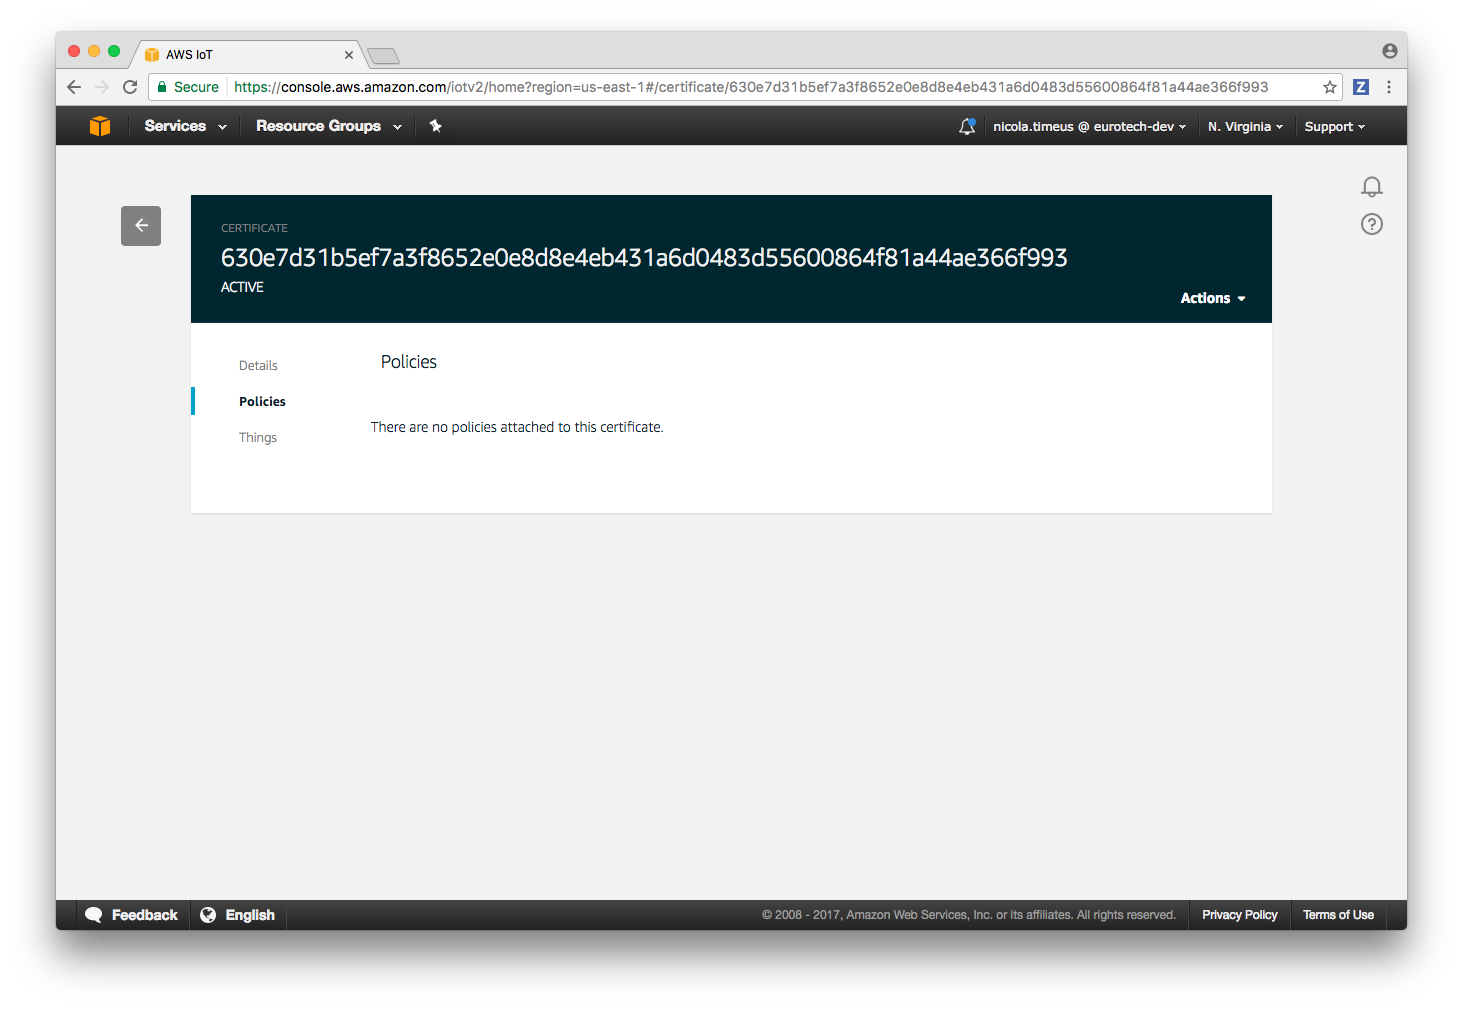 AWS IoT
Secure https://console.aws.amazon.com/iotv2/home?region=us-east-1#/certificate/630e7d31b5ef7a3f8652e0e8d8e4eb431a6d0483d55600864f81a44ae366f993
Z
Services Resource Groups nicola.timeus @ eurotech-dev N. Virginia Support
CERTIFICATE
630e7d31b5ef7a3f8652e0e8d8e4eb431a6d0483d55600864f81a44ae366f993
ACTIVE
Actions
Details
Policies
Things
Policies
There are no policies attached to this certificate.
Feedback English © 2008 - 2017, Amazon Web Services, Inc. or its affiliates. All rights reserved. Privacy Policy Terms of Use